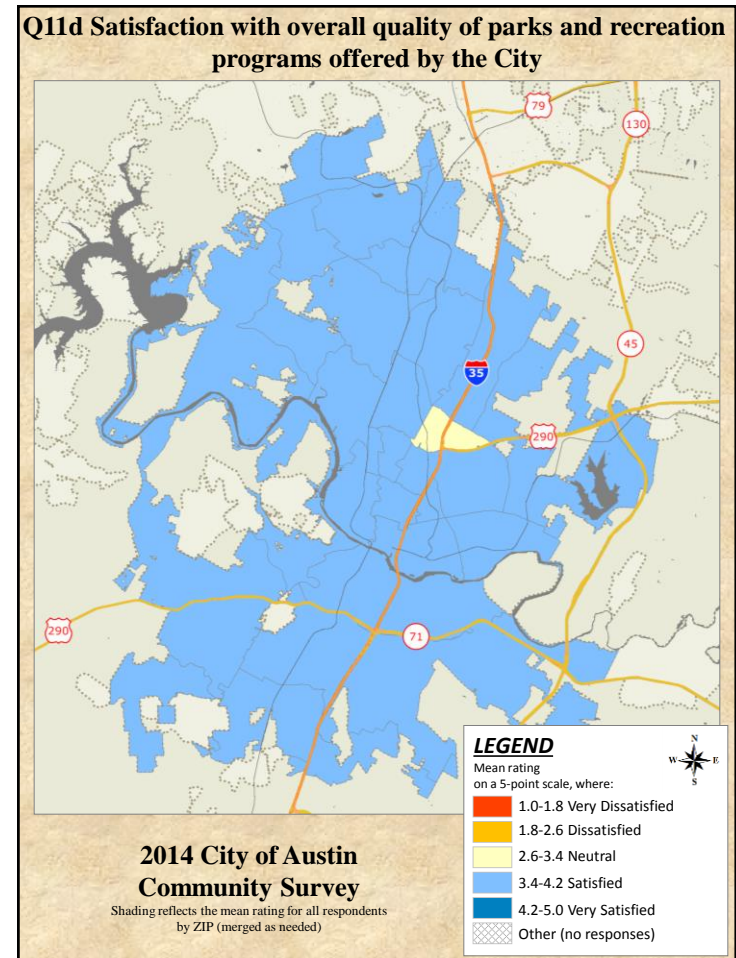 Q11d Satisfaction with overall quality of parks and recreation
programs offered by the City
79
130
45
35
290
290
71
LEGEND
N
W E
S
Mean rating
on a 5-point scale, where:
1.0-1.8 Very Dissatisfied
1.8-2.6 Dissatisfied
2.6-3.4 Neutral
3.4-4.2 Satisfied
4.2-5.0 Very Satisfied
Other (no responses)
2014 City of Austin
Community Survey
Shading reflects the mean rating for all respondents
by ZIP (merged as needed)